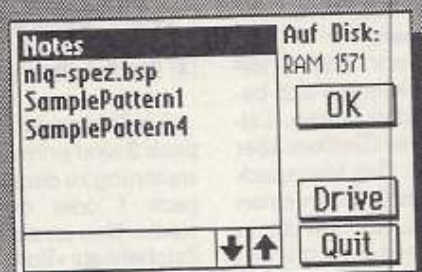 Notes
nlq-spez.bsp
SamplePattern1
SamplePattern4
Auf Disk:
RAM 1571
OK
Drive
Quit